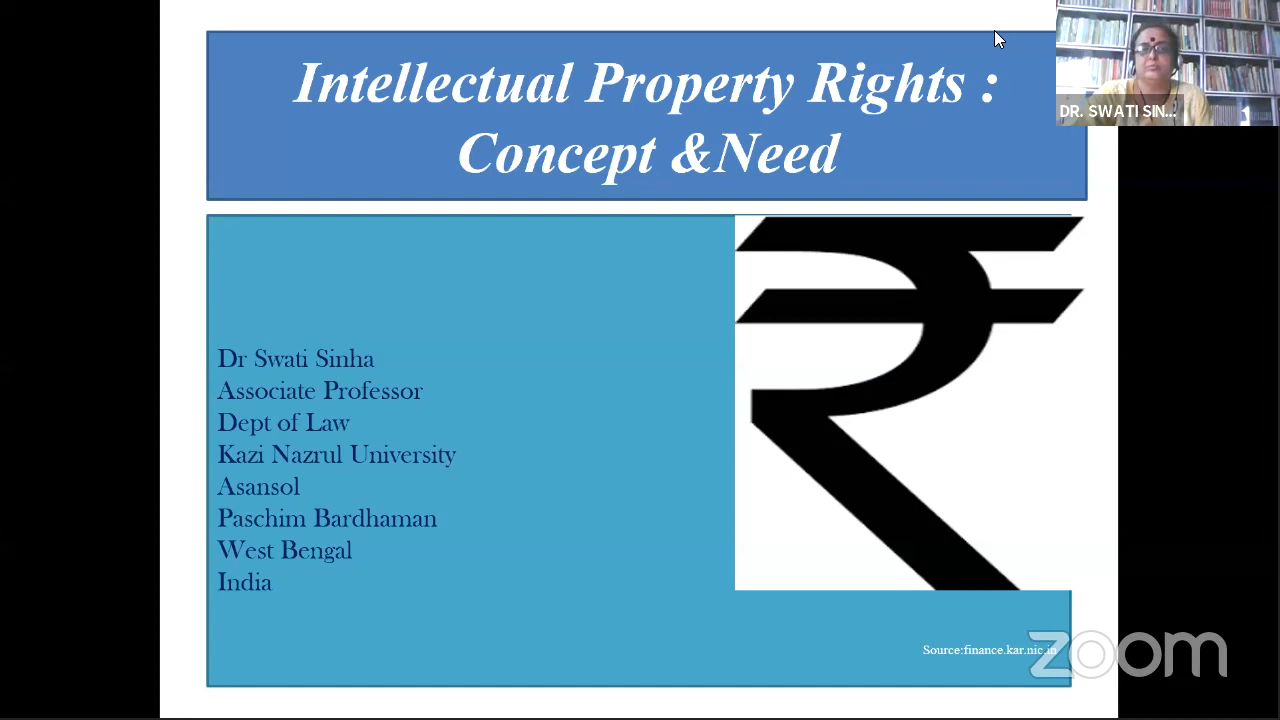 Intellectual Property Rights :
Concept &Need
DR. SWATI SIN...
Dr Swati Sinha
Associate Professor
Dept of Law
Kazi Nazrul University
Asansol
Paschim Bardhaman
West Bengal
India
Source:finance.kar.nic.in
zoom